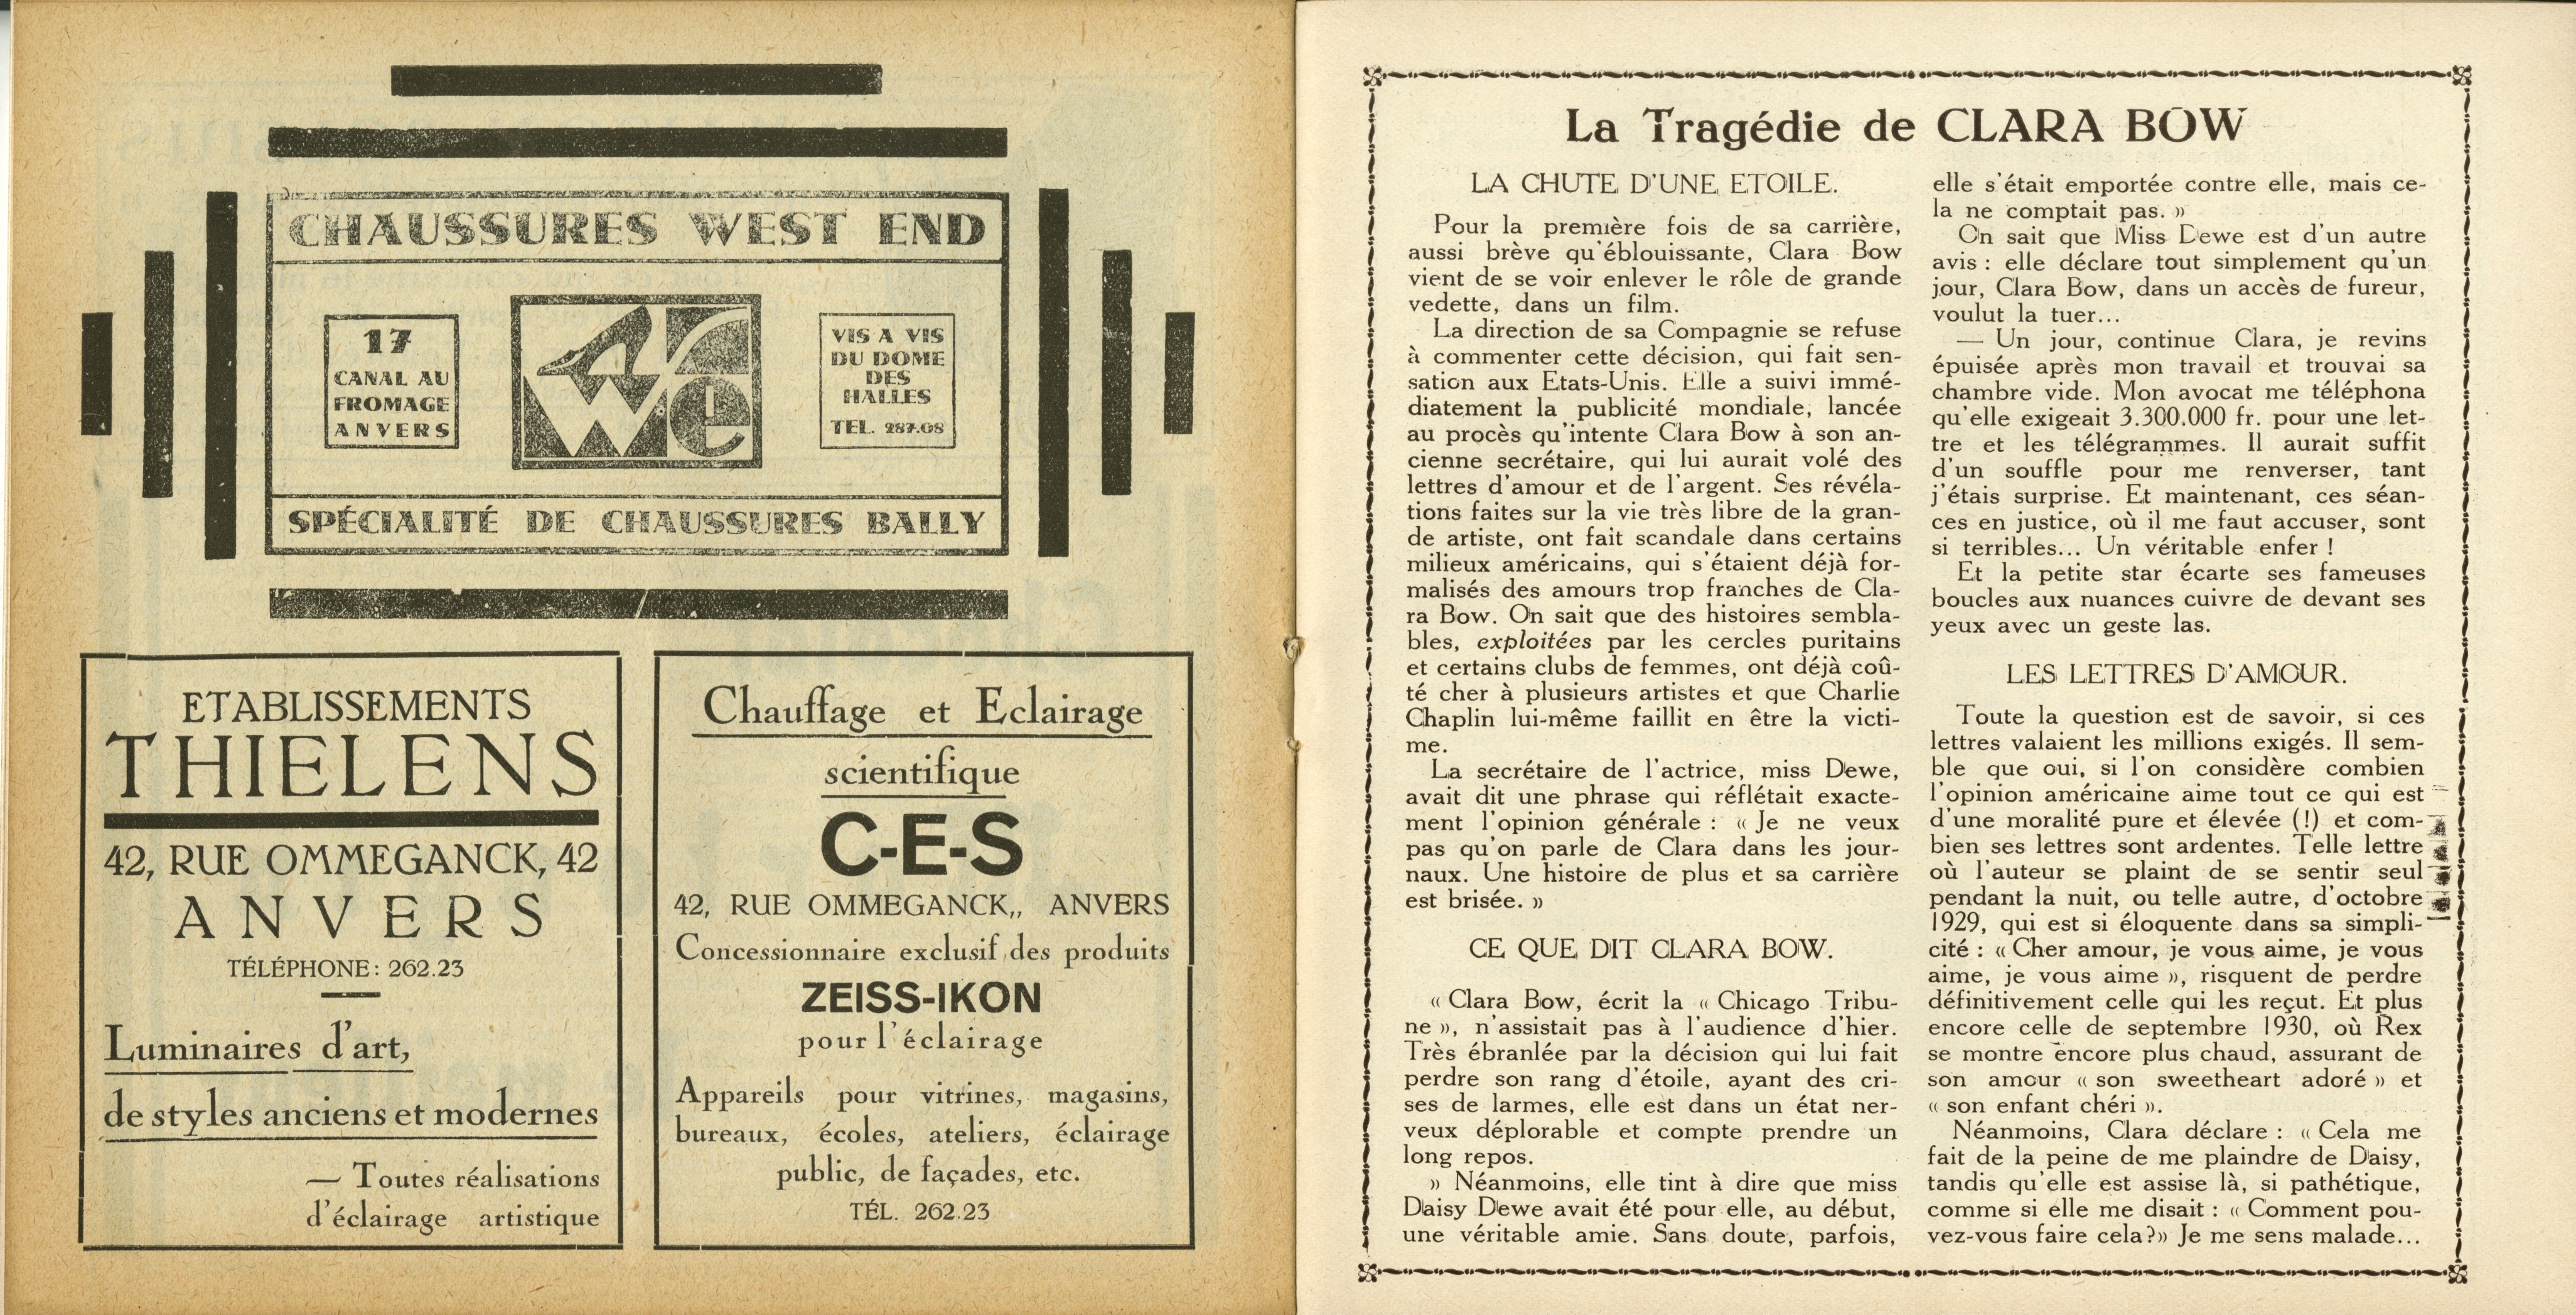 CHAUSSURES WEST END
17
CANAL AU
FROMAGE
ANVERS
We
VIS A VIS
DU DOME
DES
HALLES
TEL. 287.08
SPÉCIALITÉ DE CHAUSSURES BALLY
ETABLISSEMENTS
THIELENS
42, RUE OMMEGANCK, 42
ANVERS
TÉLÉPHONE: 262.23
Luminaires d'art,
de styles anciens et modernes
— Toutes réalisations
d'éclairage artistique
Chauffage et Eclairage
scientifique
C-E-S
42, RUE OMMEGANCK,, ANVERS
Concessionnaire exclusif des produits
ZEISS-IKON
pour l'éclairage
Appareils pour vitrines, magasins,
bureaux, écoles, ateliers, éclairage
public, de façades, etc.
TÉL. 262.23
La Tragédie de CLARA BOW
LA CHUTE D'UNE ETOILE.
Pour la première fois de sa carrière,
aussi brève qu'éblouissante, Clara Bow
vient de se voir enlever le rôle de grande
vedette, dans un film.
La direction de sa Compagnie se refuse
à commenter cette décision, qui fait sen-
sation aux Etats-Unis. Elle a suivi immé-
diatement la publicité mondiale, lancée
au procès qu'intente Clara Bow à son an-
cienne secrétaire, qui lui aurait volé des
lettres d'amour et de l'argent. Ses révéla-
tions faites sur la vie très libre de la gran-
de artiste, ont fait scandale dans certains
milieux américains, qui s'étaient déjà for-
malisés des amours trop franches de Cla-
ra Bow. On sait que des histoires sembla-
bles, exploitées par les cercles puritains
et certains clubs de femmes, ont déjà coû-
té cher à plusieurs artistes et que Charlie
Chaplin lui-même faillit en être la victi-
me.
La secrétaire de l'actrice, miss Dewe,
avait dit une phrase qui réflétait exacte-
ment l'opinion générale : « Je ne veux
pas qu'on parle de Clara dans les jour-
naux. Une histoire de plus et sa carrière
est brisée. »
CE QUE DIT CLARA BOW.
« Clara Bow, écrit la « Chicago Tribu-
ne », n'assistait pas à l'audience d'hier.
Très ébranlée par la décision qui lui fait
perdre son rang d'étoile, ayant des cri-
ses de larmes, elle est dans un état ner-
veux déplorable et compte prendre un
long repos.
» Néanmoins, elle tint à dire que miss
Daisy Dewe avait été pour elle, au début,
une véritable amie. Sans doute, parfois,
elle s'était emportée contre elle, mais ce-
la ne comptait pas. »
On sait que Miss Dewe est d'un autre
avis : elle déclare tout simplement qu'un
jour, Clara Bow, dans un accès de fureur,
voulut la tuer...
— Un jour, continue Clara, je revins
épuisée après mon travail et trouvai sa
chambre vide. Mon avocat me téléphona
qu'elle exigeait 3.300.000 fr. pour une let-
tre et les télégrammes. Il aurait suffit
d'un souffle pour me renverser, tant
j'étais surprise. Et maintenant, ces séan-
ces en justice, où il me faut accuser, sont
si terribles... Un véritable enfer !
Et la petite star écarte ses fameuses
boucles aux nuances cuivre de devant ses
yeux avec un geste las.
LES LETTRES D'AMOUR.
Toute la question est de savoir, si ces
lettres valaient les millions exigés. Il sem-
ble que oui, si l'on considère combien
l'opinion américaine aime tout ce qui est
d'une moralité pure et élevée (!) et com-
bien ses lettres sont ardentes. Telle lettre
où l'auteur se plaint de se sentir seul
pendant la nuit, ou telle autre, d'octobre
1929, qui est si éloquente dans sa simpli-
cité : « Cher amour, je vous aime, je vous
aime, je vous aime », risquent de perdre
définitivement celle qui les reçut. Et plus
encore celle de septembre 1930, où Rex
se montre encore plus chaud, assurant de
son amour « son sweetheart adoré » et
« son enfant chéri ».
Néanmoins, Clara déclare : « Cela me
fait de la peine de me plaindre de Daisy,
tandis qu'elle est assise là, si pathétique,
comme si elle me disait : « Comment pou-
vez-vous faire cela?» Je me sens malade...